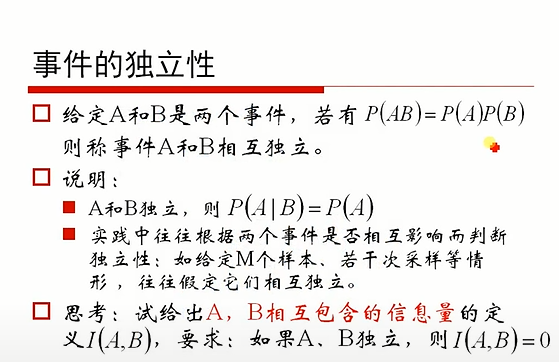 事件的独立性
给定A和B是两个事件，若有 P(AB)=P(A)P(B)
则称事件A和B相互独立。
说明：
A和B独立，则 P(A|B)=P(A)
实践中往往根据两个事件是否相互影响而判断
独立性：如给定M个样本、若干次采样等情
形，往往假定它们相互独立。
思考：试给出A，B相互包含的信息量的定
义I(A,B)，要求：如果A、B独立，则I(A,B)=0